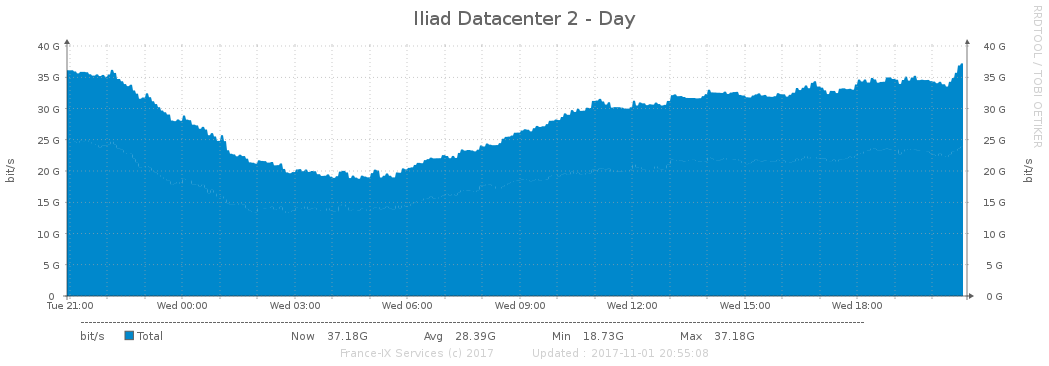 Iliad Datacenter 2 - Day
RRDTOOL / TOBI OETIKER
40 G 40 G
35 G 35 G
30 G 30 G
25 G 25 G
20 G 20 G
15 G 15 G
10 G 10 G
5 G 5 G
0 0 G
bit/s bit/s
Tue 21:00 Wed 00:00 Wed 03:00 Wed 06:00 Wed 09:00 Wed 12:00 Wed 15:00 Wed 18:00
bit/s Total Now 37.18G Avg 28.39G Min 18.73G Max 37.18G
France-IX Services (c) 2017 Updated : 2017-11-01 20:55:08